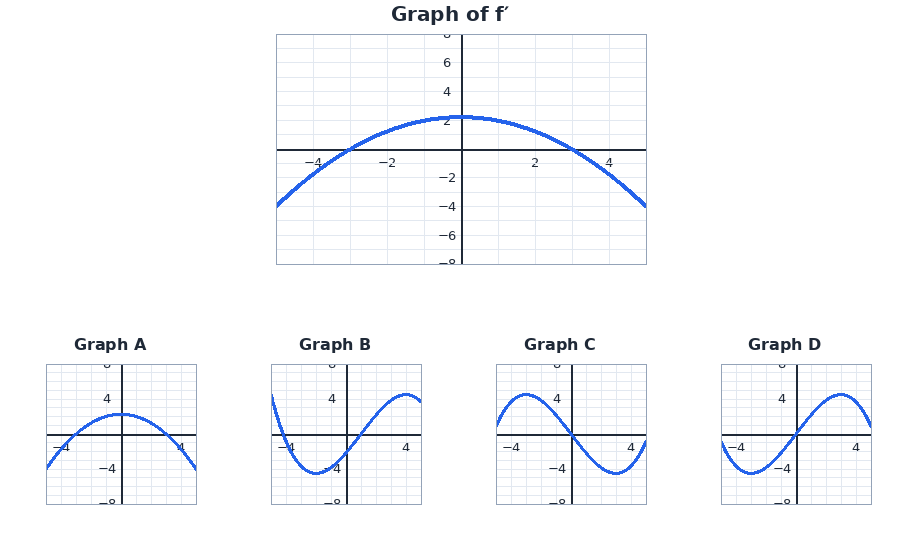 Graph of f′
8
6
4
2
−4 −2 2 4
−2
−4
−6
−8
Graph A Graph B Graph C Graph D
8 8 8 8
4 4 4 4
−4 4 −4 4 −4 4 −4 4
−4 −4 −4 −4
−8 −8 −8 −8